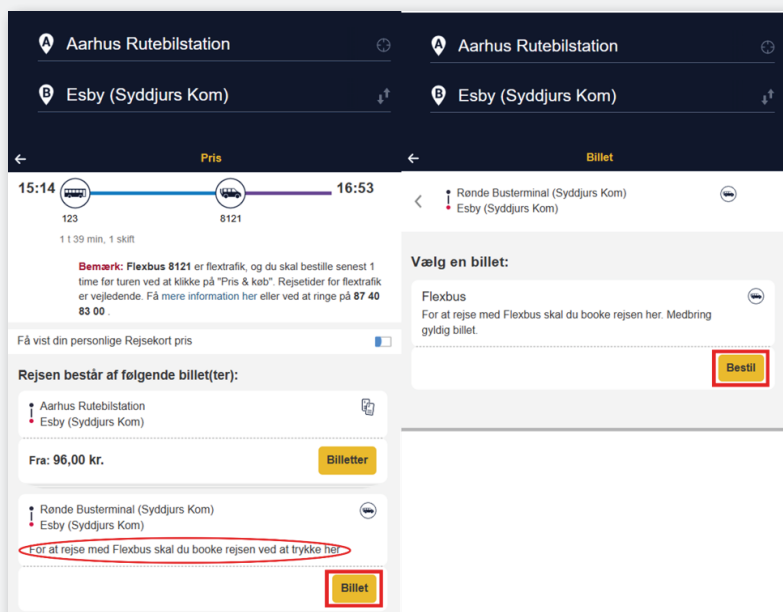 A Aarhus Rutebilstation
B Esby (Syddjurs Kom)
Pris
15:14 16:53
123 8121
1 t 39 min, 1 skift
Bemærk: Flexbus 8121 er flextrafik, og du skal bestille senest 1
time før turen ved at klikke på "Pris & køb". Rejsetider for flextrafik
er vejledende. Få mere information her eller ved at ringe på 87 40
83 00 .
Få vist din personlige Rejsekort pris
Rejsen består af følgende billet(ter):
Aarhus Rutebilstation
Esby (Syddjurs Kom)
Fra: 96,00 kr. Billetter
Rønde Busterminal (Syddjurs Kom)
Esby (Syddjurs Kom)
For at rejse med Flexbus skal du booke rejsen ved at trykke her
Billet
A Aarhus Rutebilstation
B Esby (Syddjurs Kom)
Billet
Rønde Busterminal (Syddjurs Kom)
Esby (Syddjurs Kom)
Vælg en billet:
Flexbus
For at rejse med Flexbus skal du booke rejsen her. Medbring
gyldig billet.
Bestil